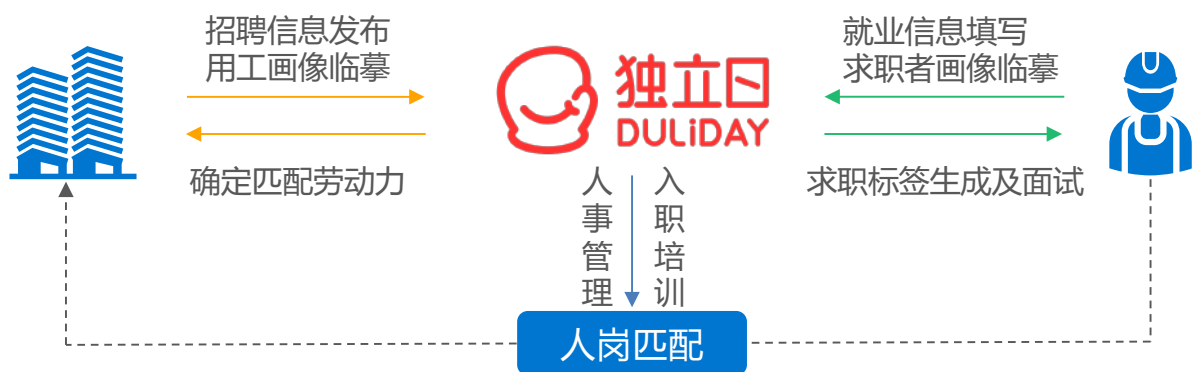 招聘信息发布
用工画像临摹
确定匹配劳动力
独立日
DULiDAY
就业信息填写
求职者画像临摹
求职标签生成及面试
人事管理
入职培训
人岗匹配